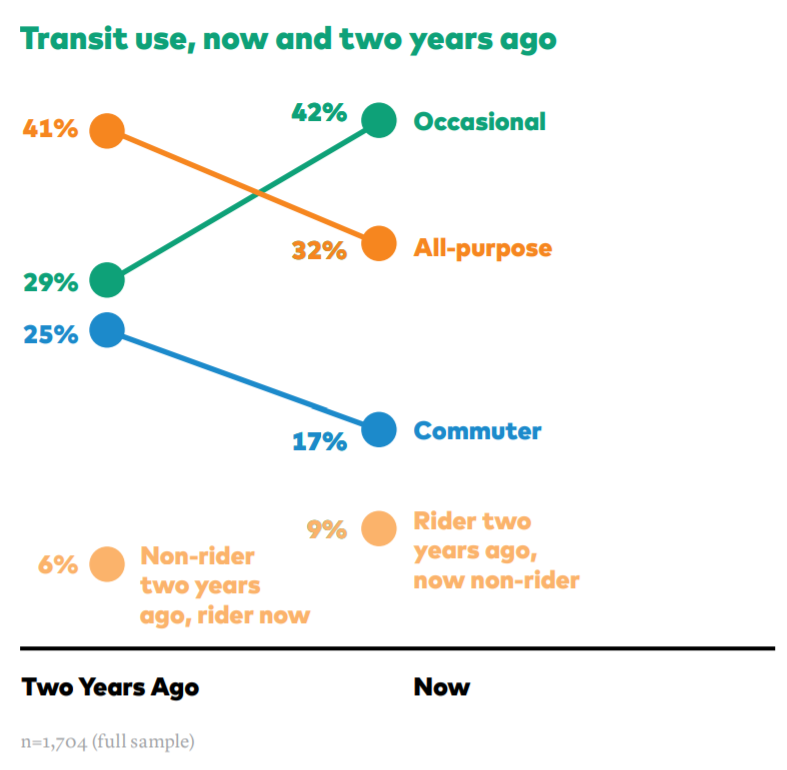 Transit use, now and two years ago
42%
Occasional
41%
32%
All-purpose
29%
25%
17%
Commuter
9%
Rider two
years ago,
now non-rider
6%
Non-rider
two years
ago, rider now
Two Years Ago
Now
n=1,704 (full sample)